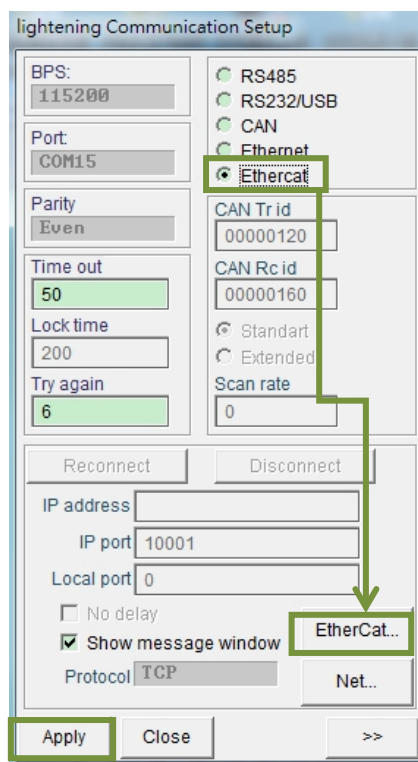 lightening Communication Setup
BPS:
115200
Port:
COM15
Parity
Even
Time out
50
Lock time
200
Try again
6
RS485
RS232/USB
CAN
Ethernet
Ethercat
CAN Tr id
00000120
CAN Rc id
00000160
Standart
Extended
Scan rate
0
Reconnect
Disconnect
IP address
IP port 10001
Local port 0
No delay
Show message window
Protocol TCP
EtherCat...
Net...
Apply
Close
>>